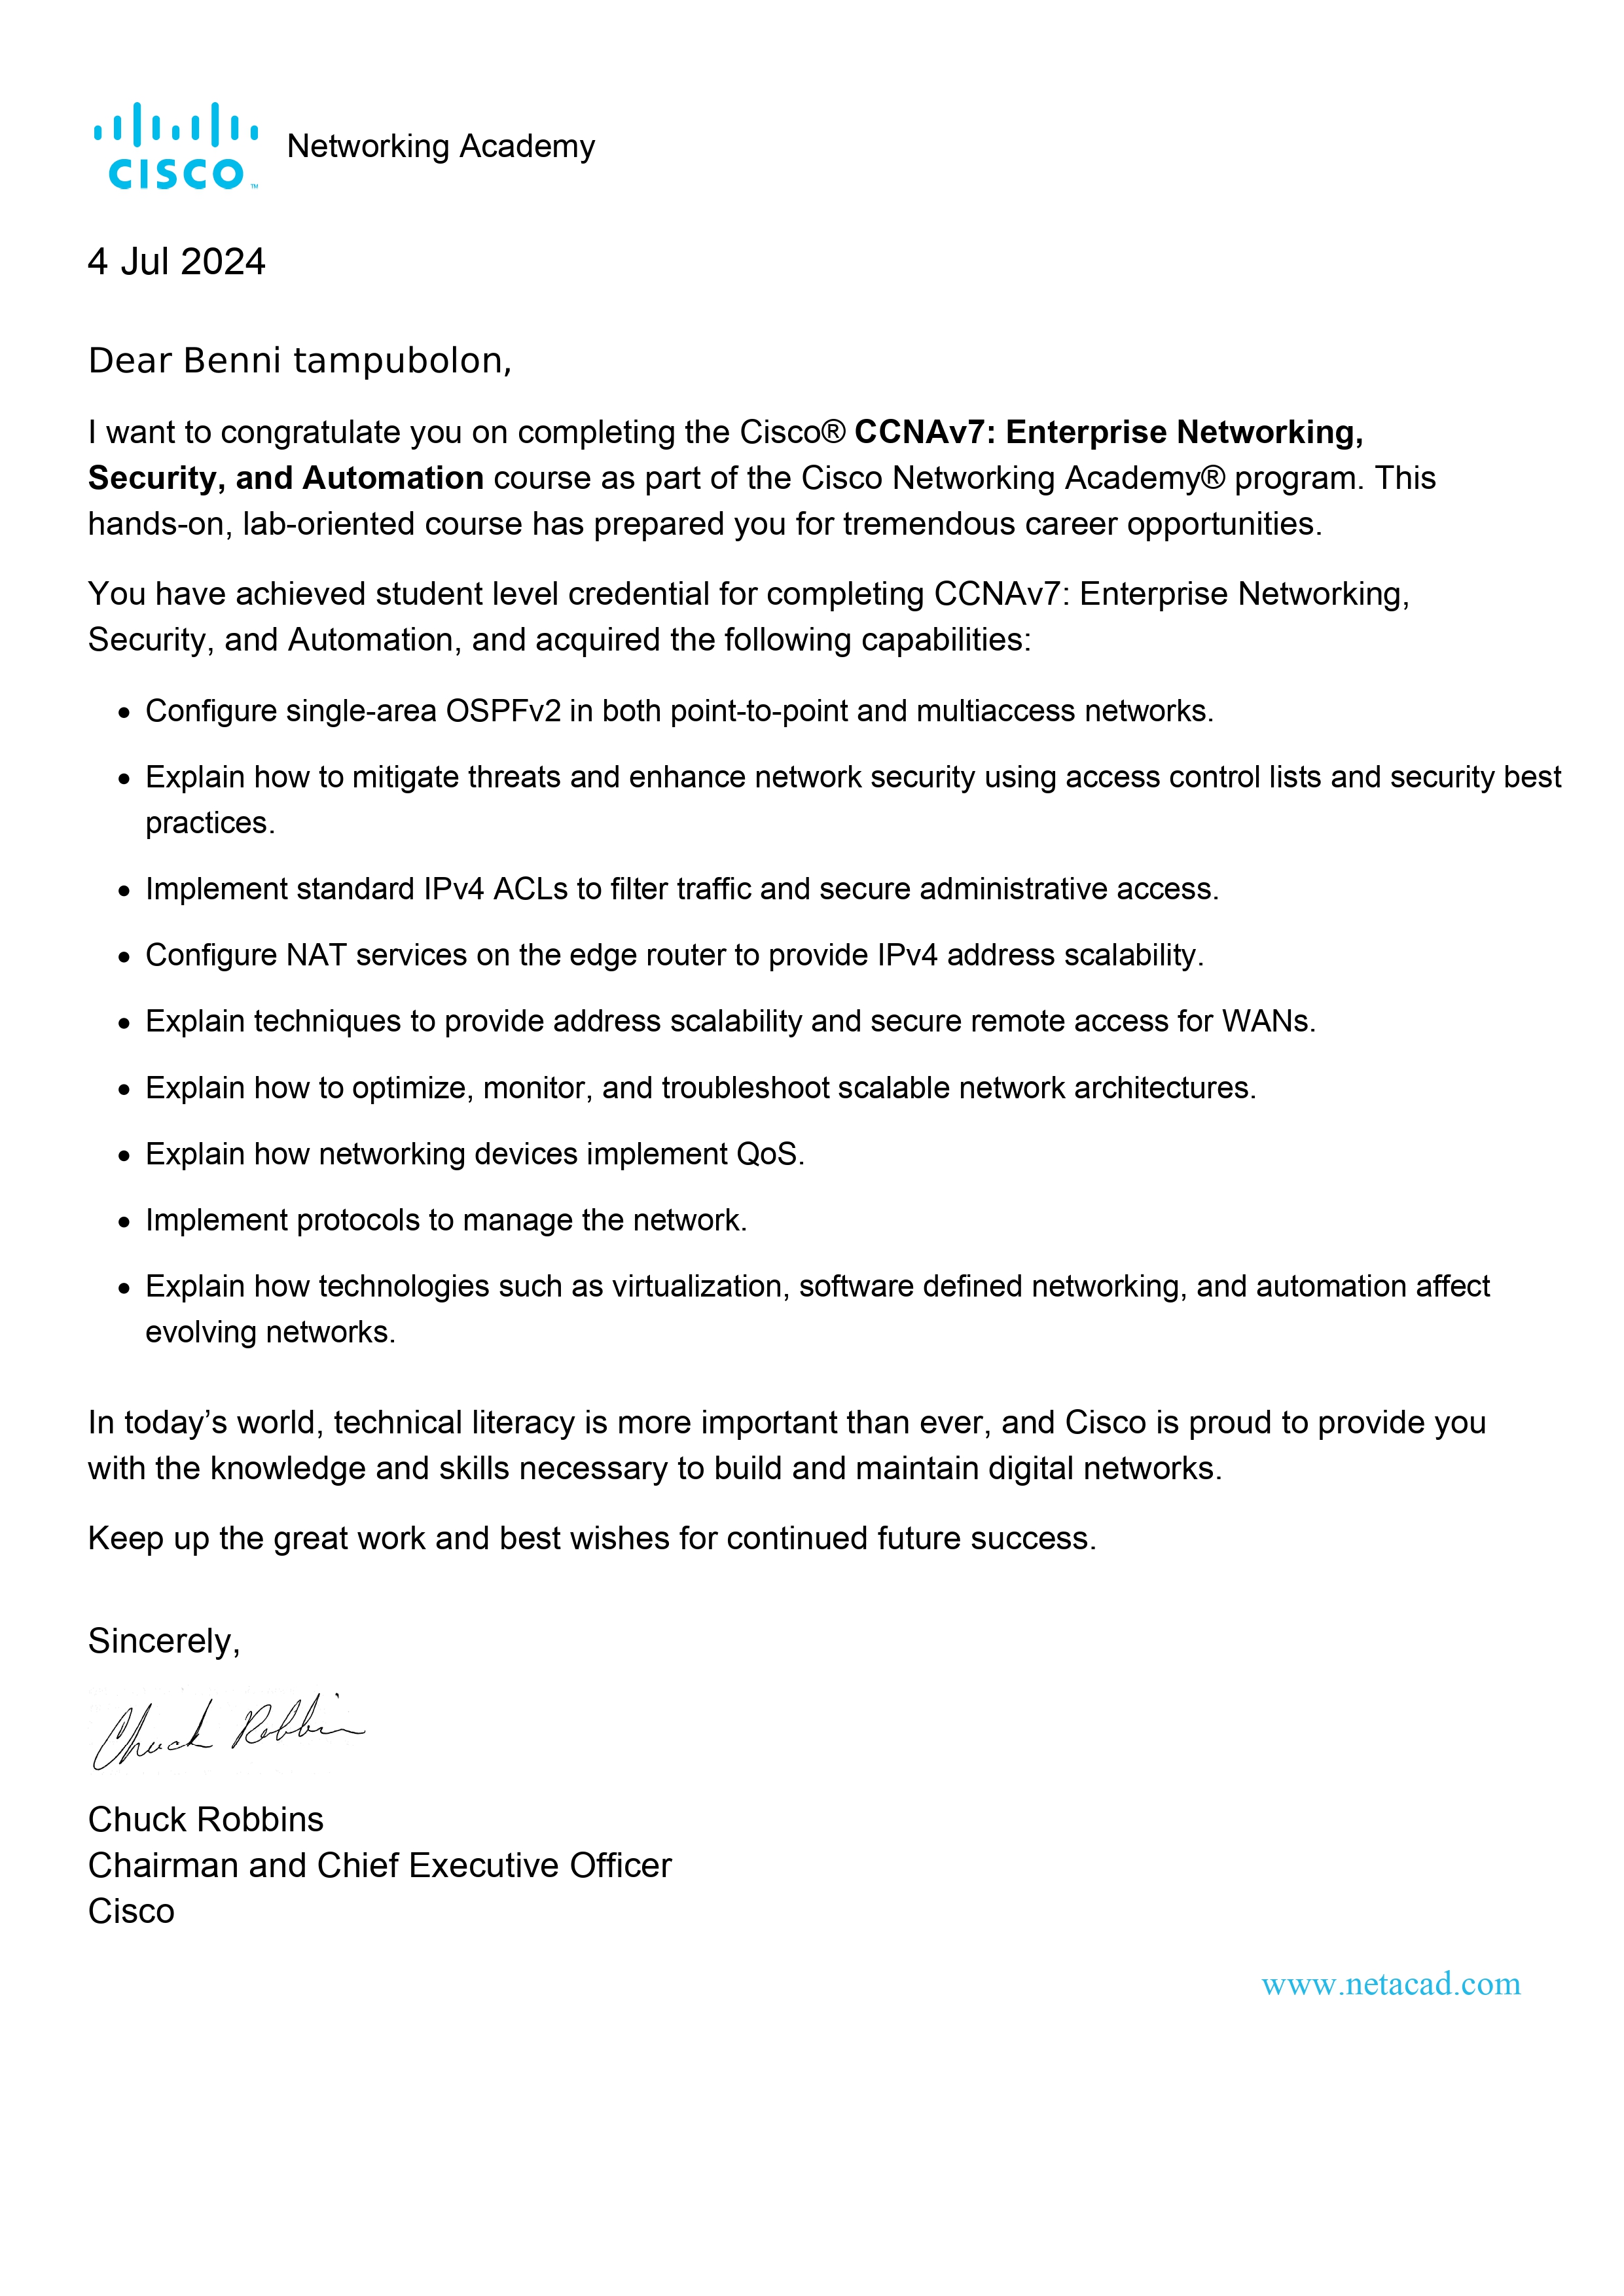 CISCO™
Networking Academy
4 Jul 2024
Dear Benni tampubolon,
I want to congratulate you on completing the Cisco® CCNAv7: Enterprise Networking,
Security, and Automation course as part of the Cisco Networking Academy® program. This
hands-on, lab-oriented course has prepared you for tremendous career opportunities.
You have achieved student level credential for completing CCNAv7: Enterprise Networking,
Security, and Automation, and acquired the following capabilities:
• Configure single-area OSPFv2 in both point-to-point and multiaccess networks.
• Explain how to mitigate threats and enhance network security using access control lists and security best
practices.
• Implement standard IPv4 ACLs to filter traffic and secure administrative access.
• Configure NAT services on the edge router to provide IPv4 address scalability.
• Explain techniques to provide address scalability and secure remote access for WANs.
• Explain how to optimize, monitor, and troubleshoot scalable network architectures.
• Explain how networking devices implement QoS.
• Implement protocols to manage the network.
• Explain how technologies such as virtualization, software defined networking, and automation affect
evolving networks.
In today’s world, technical literacy is more important than ever, and Cisco is proud to provide you
with the knowledge and skills necessary to build and maintain digital networks.
Keep up the great work and best wishes for continued future success.
Sincerely,
Chuck Robbins
Chuck Robbins
Chairman and Chief Executive Officer
Cisco
www.netacad.com